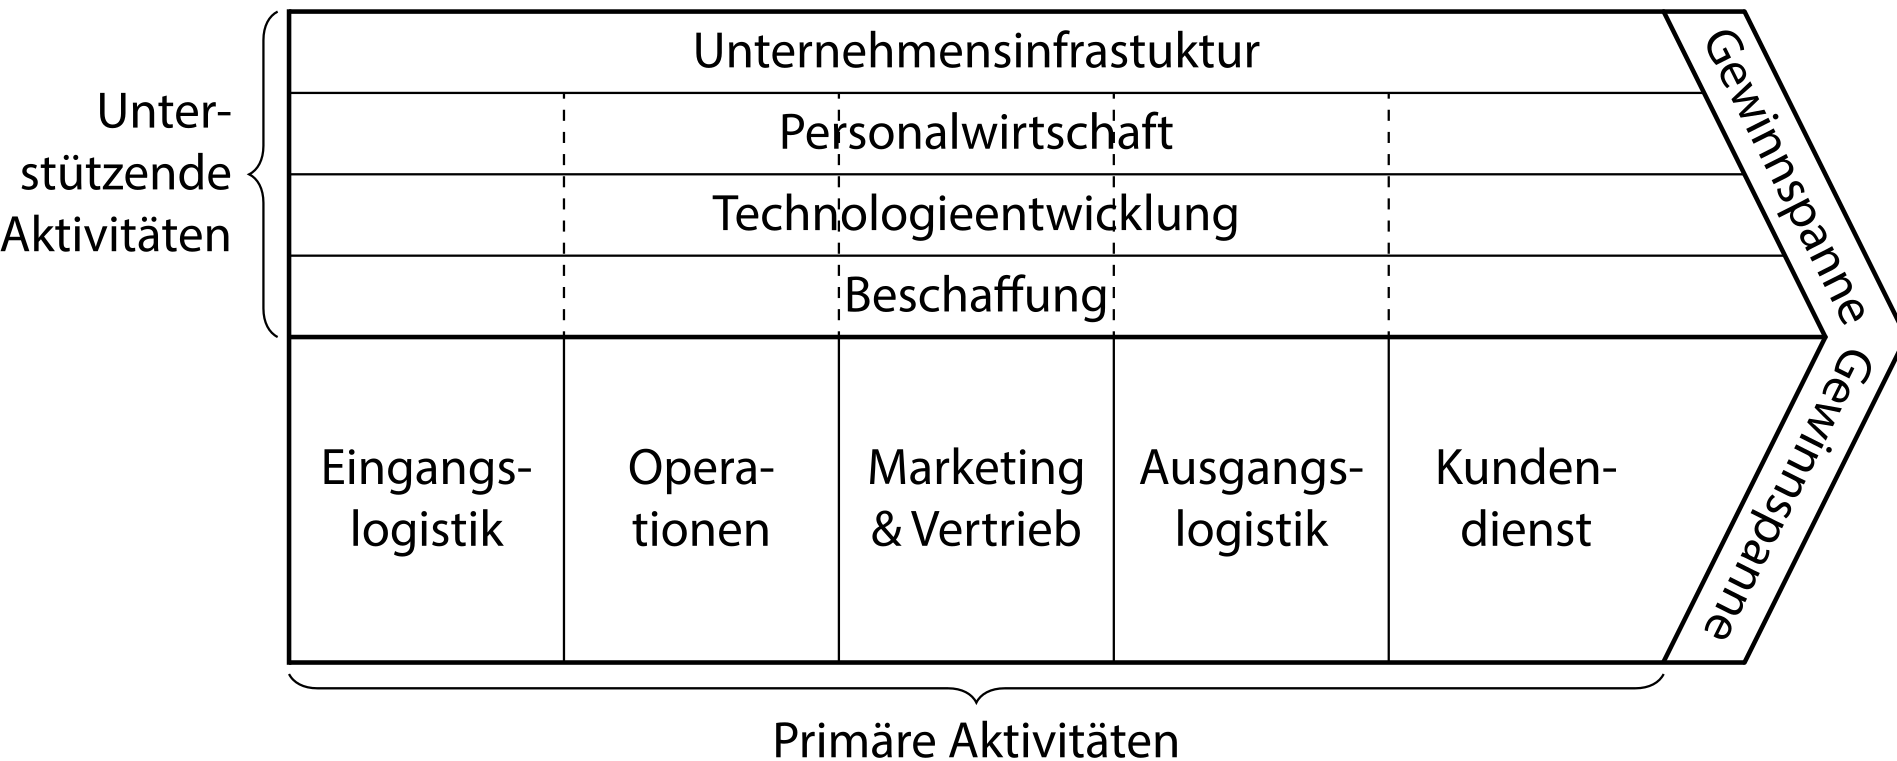 Unternehmensinfrastuktur
Unter-
stützende
Aktivitäten
Personalwirtschaft
Technologieentwicklung
Beschaffung
Gewinnspanne
Gewinnspanne
Eingangs-
logistik
Opera-
tionen
Marketing
& Vertrieb
Ausgangs-
logistik
Kunden-
dienst
Primäre Aktivitäten